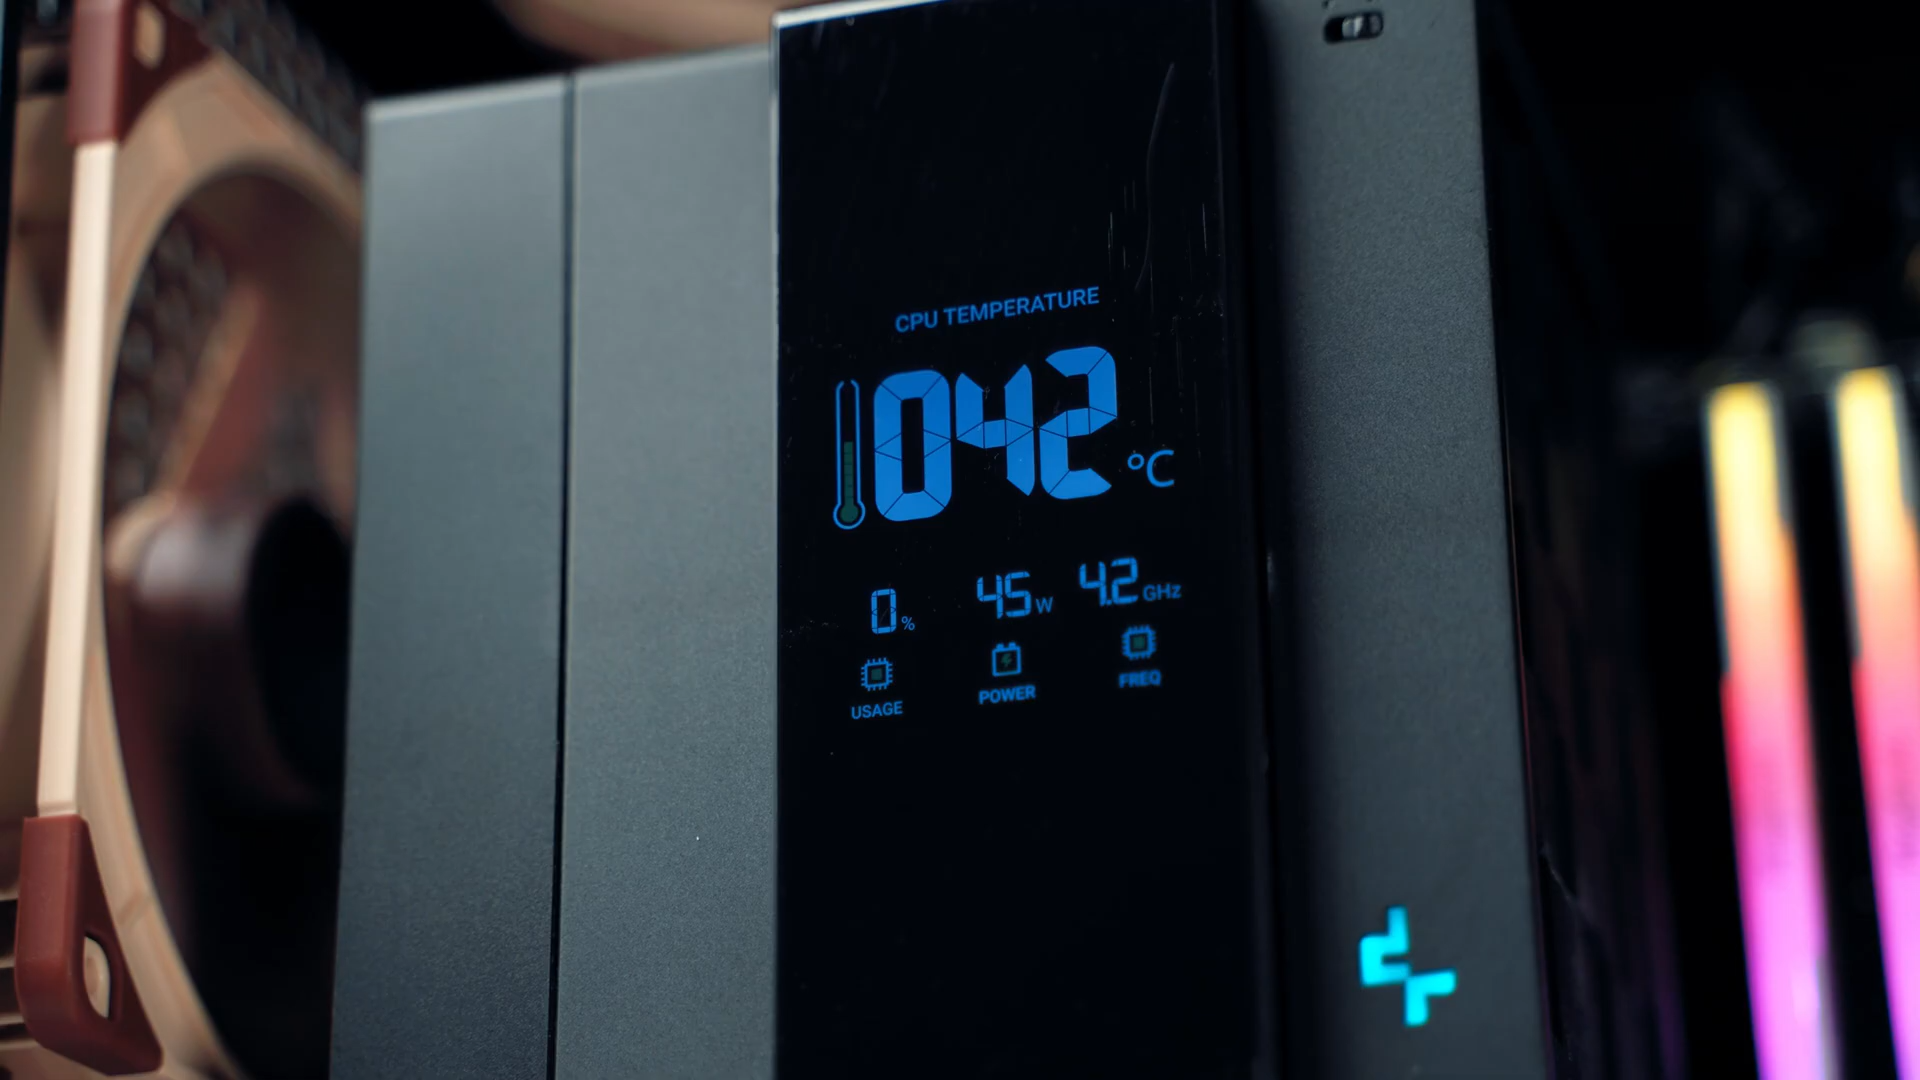 CPU TEMPERATURE
042 °C
0 % 45 W 4.2 GHz
USAGE POWER FREQ